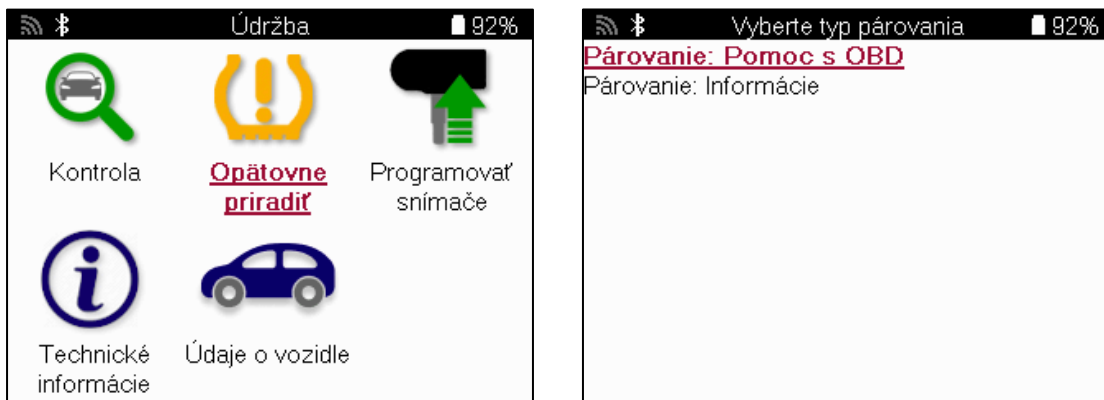 Údržba 92%
Kontrola
Opätovne
priradiť
Programovať
snímače
Technické
informácie
Údaje o vozidle
Vyberte typ párovania 92%
Párovanie: Pomoc s OBD
Párovanie: Informácie